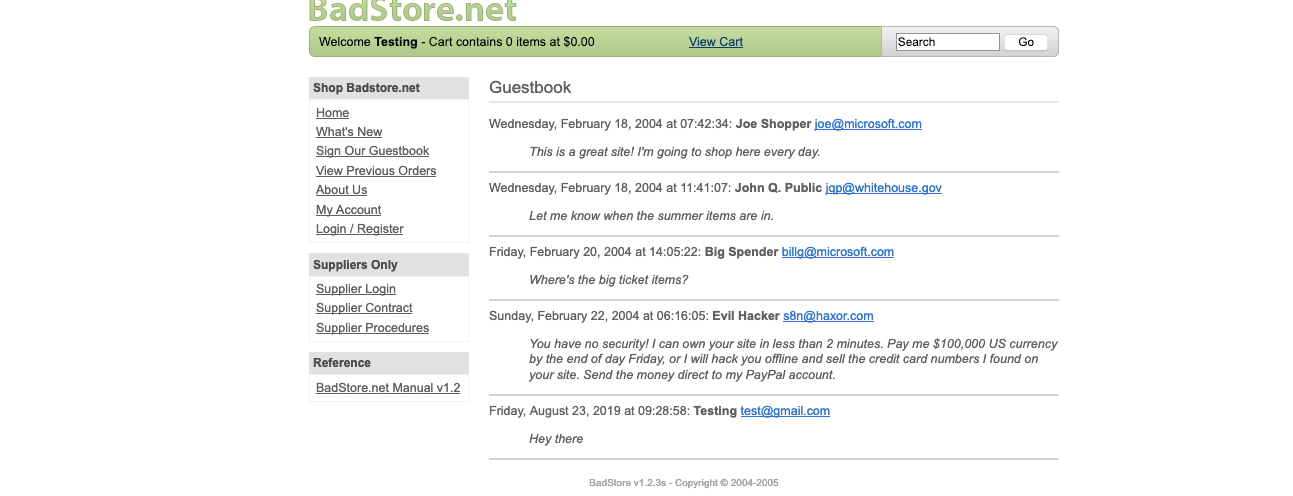 BadStore.net
Welcome Testing - Cart contains 0 items at $0.00 View Cart Search Go
Shop Badstore.net
Home
What's New
Sign Our Guestbook
View Previous Orders
About Us
My Account
Login / Register
Suppliers Only
Supplier Login
Supplier Contract
Supplier Procedures
Reference
BadStore.net Manual v1.2
Guestbook
Wednesday, February 18, 2004 at 07:42:34: Joe Shopper joe@microsoft.com
This is a great site! I'm going to shop here every day.
Wednesday, February 18, 2004 at 11:41:07: John Q. Public jqp@whitehouse.gov
Let me know when the summer items are in.
Friday, February 20, 2004 at 14:05:22: Big Spender billg@microsoft.com
Where's the big ticket items?
Sunday, February 22, 2004 at 06:16:05: Evil Hacker s8n@haxor.com
You have no security! I can own your site in less than 2 minutes. Pay me $100,000 US currency
by the end of day Friday, or I will hack you offline and sell the credit card numbers I found on
your site. Send the money direct to my PayPal account.
Friday, August 23, 2019 at 09:28:58: Testing test@gmail.com
Hey there
BadStore v1.2.3s - Copyright © 2004-2005